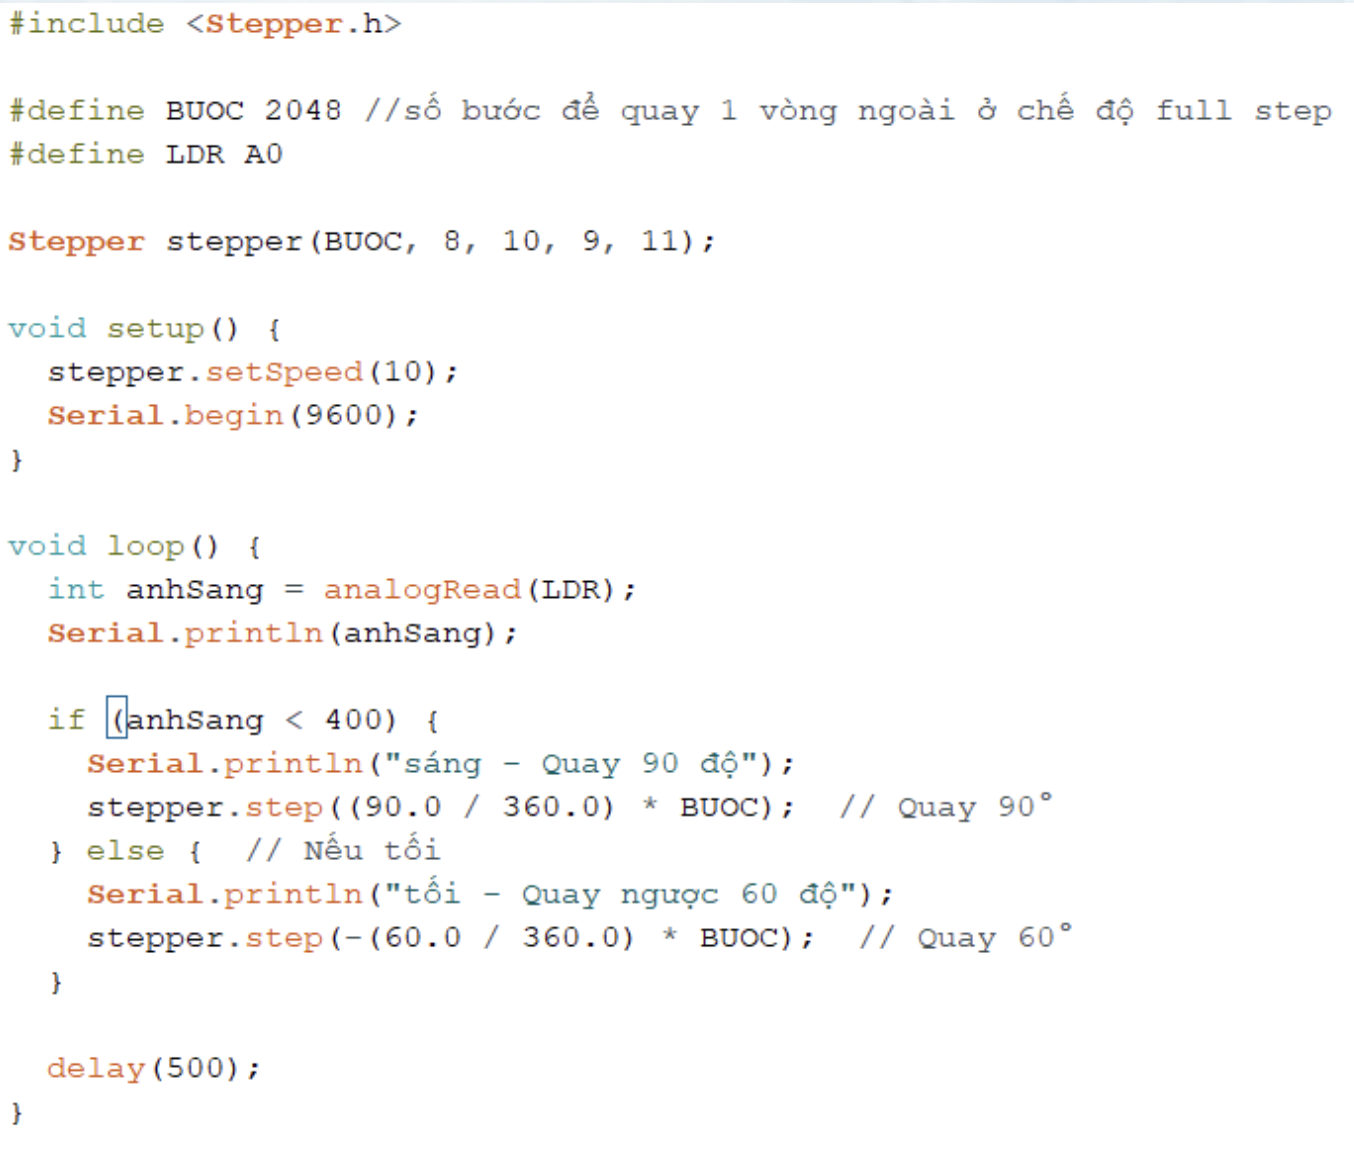 #include <Stepper.h>
#define BUOC 2048 //số bước để quay 1 vòng ngoài ở chế độ full step
#define LDR A0
Stepper stepper(BUOC, 8, 10, 9, 11);
void setup() {
  stepper.setSpeed(10);
  Serial.begin(9600);
}
void loop() {
  int anhSang = analogRead(LDR);
  Serial.println(anhSang);
  if (anhSang < 400) {
    Serial.println("sáng - Quay 90 độ");
    stepper.step((90.0 / 360.0) * BUOC);  // Quay 90°
  } else {  // Nếu tối
    Serial.println("tối - Quay ngược 60 độ");
    stepper.step(-(60.0 / 360.0) * BUOC);  // Quay 60°
  }
  delay(500);
}